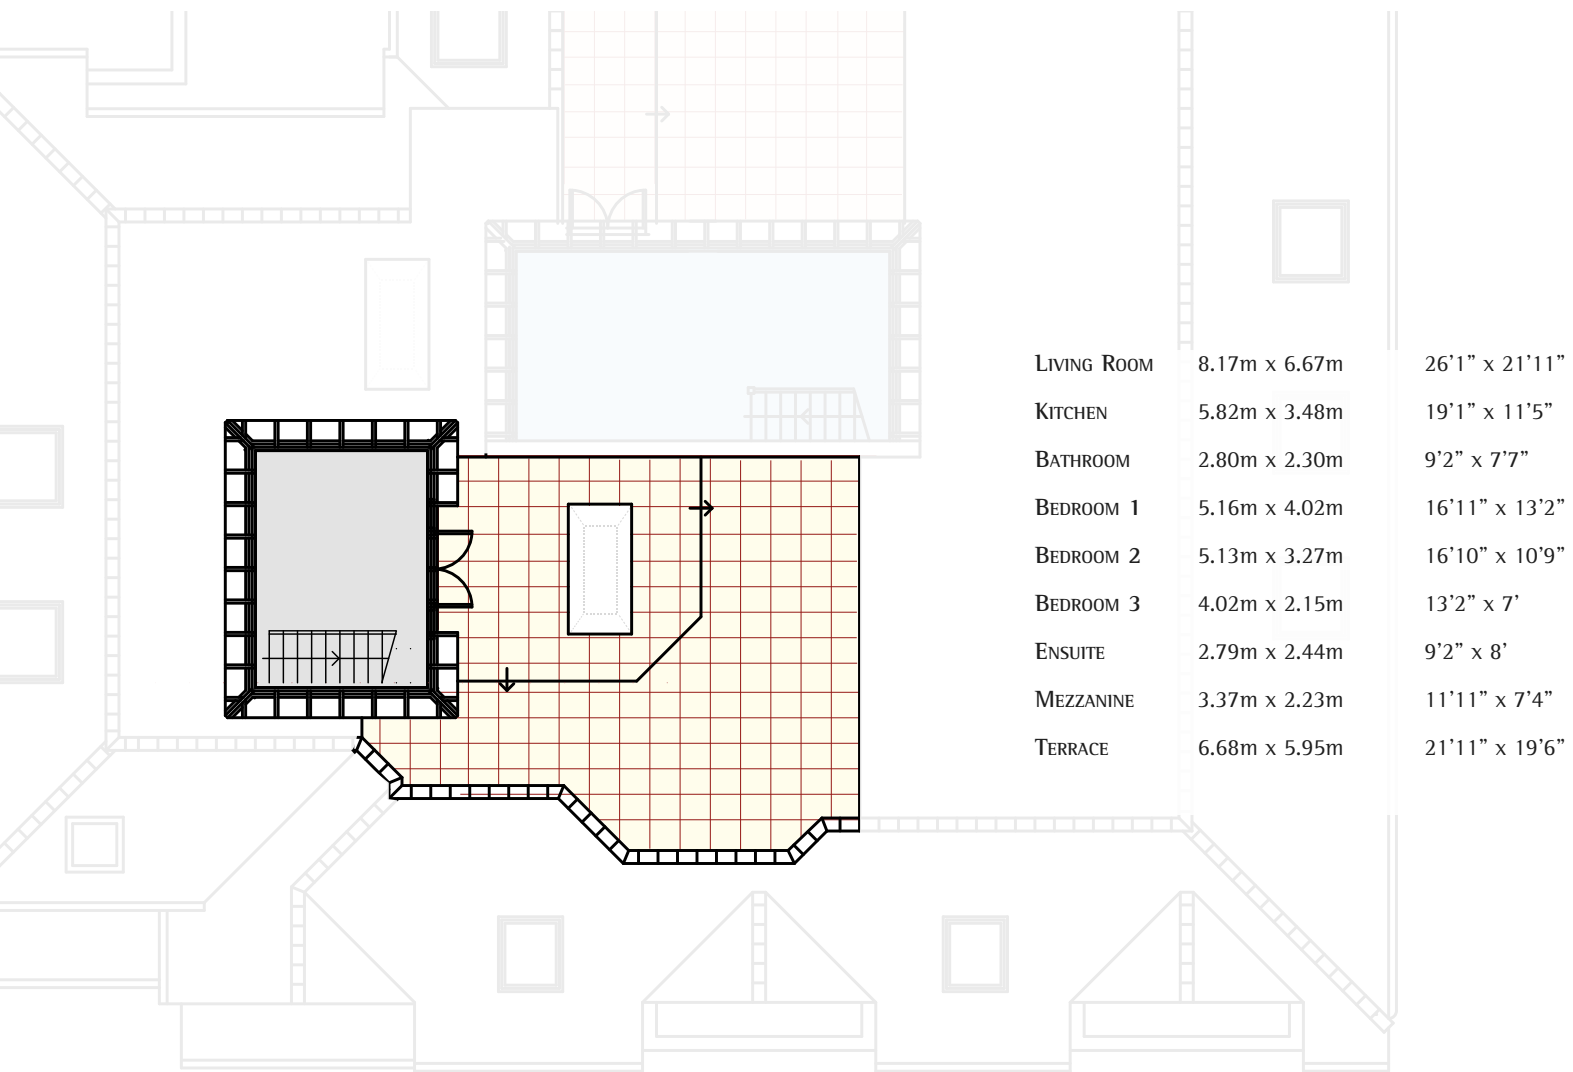 Living Room 8.17m x 6.67m 26’1” x 21’11”
Kitchen 5.82m x 3.48m 19’1” x 11’5”
Bathroom 2.80m x 2.30m 9’2” x 7’7”
Bedroom 1 5.16m x 4.02m 16’11” x 13’2”
Bedroom 2 5.13m x 3.27m 16’10” x 10’9”
Bedroom 3 4.02m x 2.15m 13’2” x 7’
Ensuite 2.79m x 2.44m 9’2” x 8’
Mezzanine 3.37m x 2.23m 11’11” x 7’4”
Terrace 6.68m x 5.95m 21’11” x 19’6”